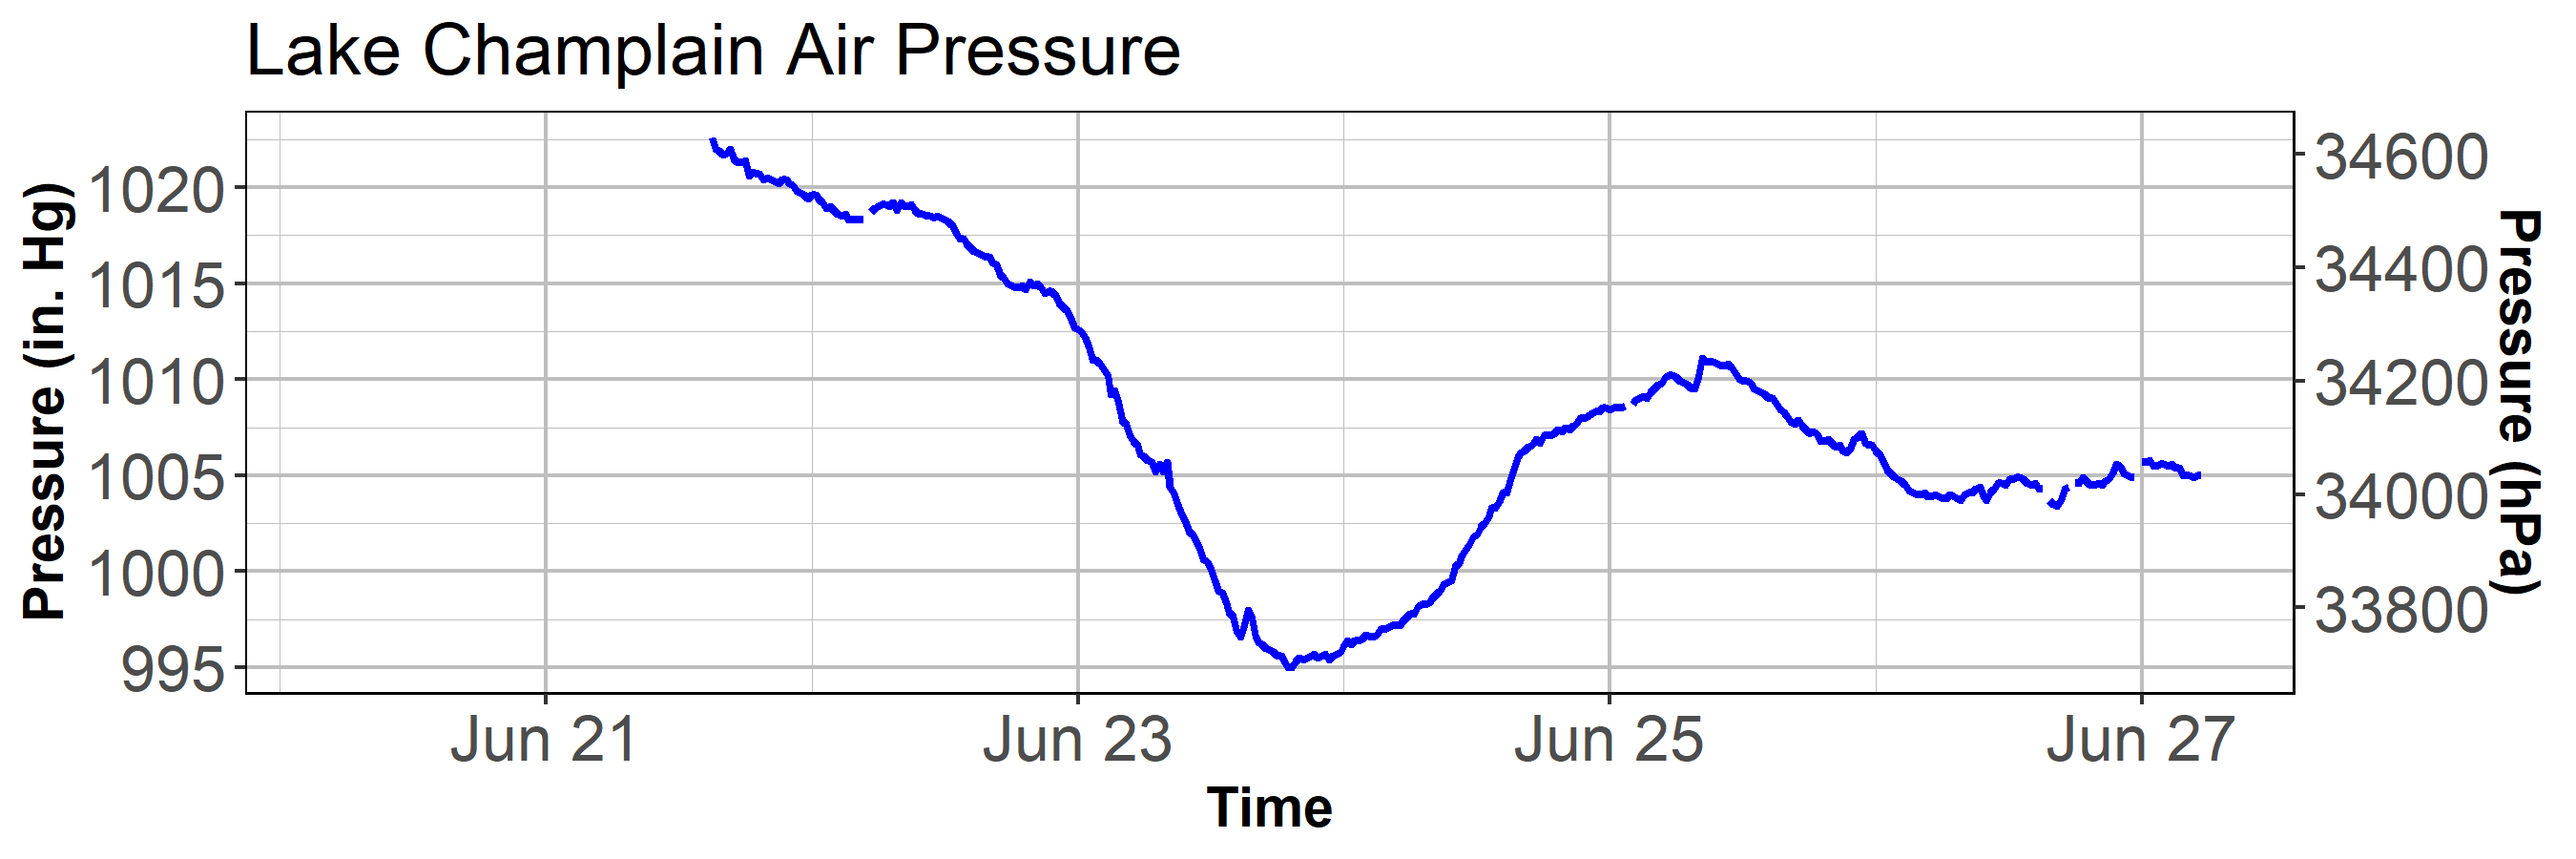 Lake Champlain Air Pressure
Pressure (in. Hg)
1020
1015
1010
1005
1000
995
34600
34400
34200
34000
33800
Pressure (hPa)
Jun 21 Jun 23 Jun 25 Jun 27
Time